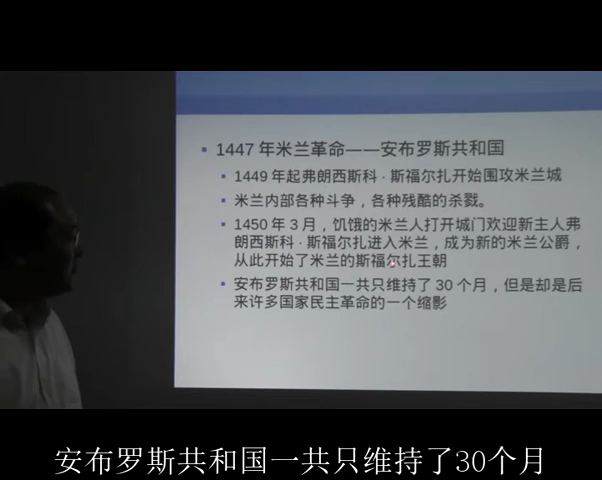 1447 年米兰革命——安布罗斯共和国
1449 年起弗朗西斯科 · 斯福尔扎开始围攻米兰城
米兰内部各种斗争，各种残酷的杀戮。
1450 年 3 月，饥饿的米兰人打开城门欢迎新主人弗
朗西斯科 · 斯福尔扎进入米兰，成为新的米兰公爵，
从此开始了米兰的斯福尔扎王朝
安布罗斯共和国一共只维持了 30 个月，但是却是后
来许多国家民主革命的一个缩影
安布罗斯共和国一共只维持了30个月